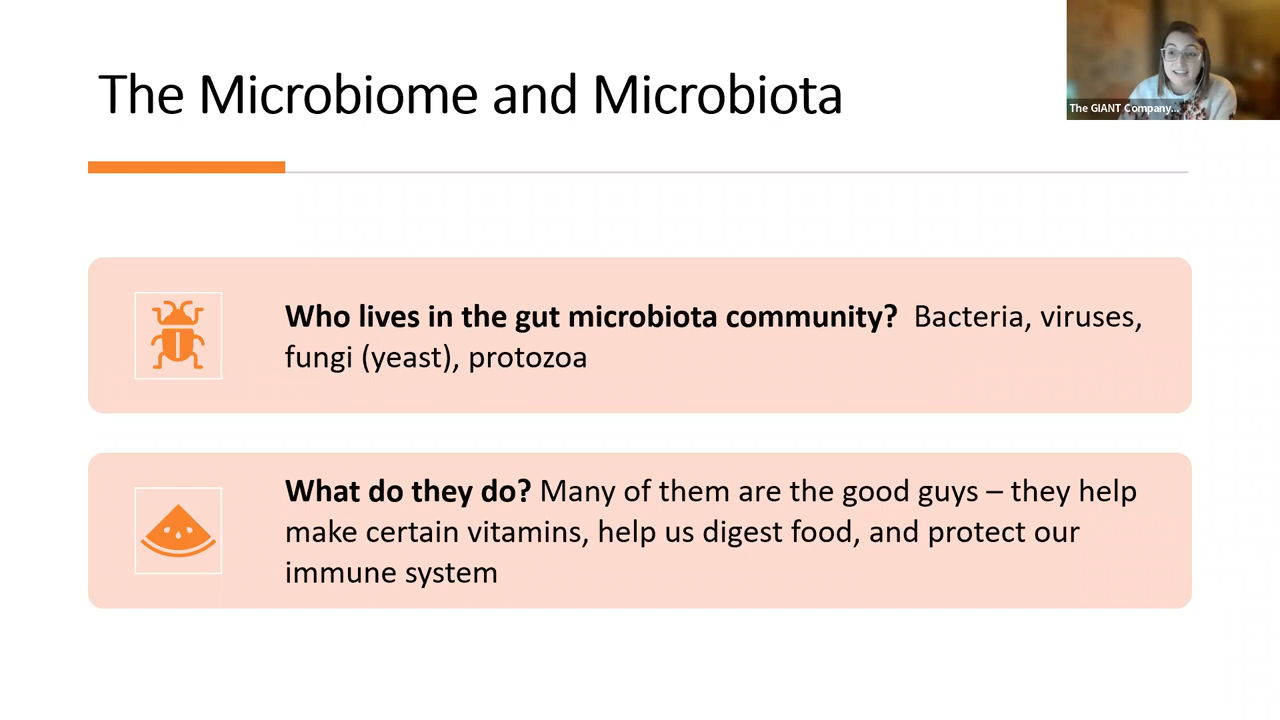 The Microbiome and Microbiota
The GIANT Company...
Who lives in the gut microbiota community?  Bacteria, viruses,
fungi (yeast), protozoa
What do they do? Many of them are the good guys – they help
make certain vitamins, help us digest food, and protect our
immune system